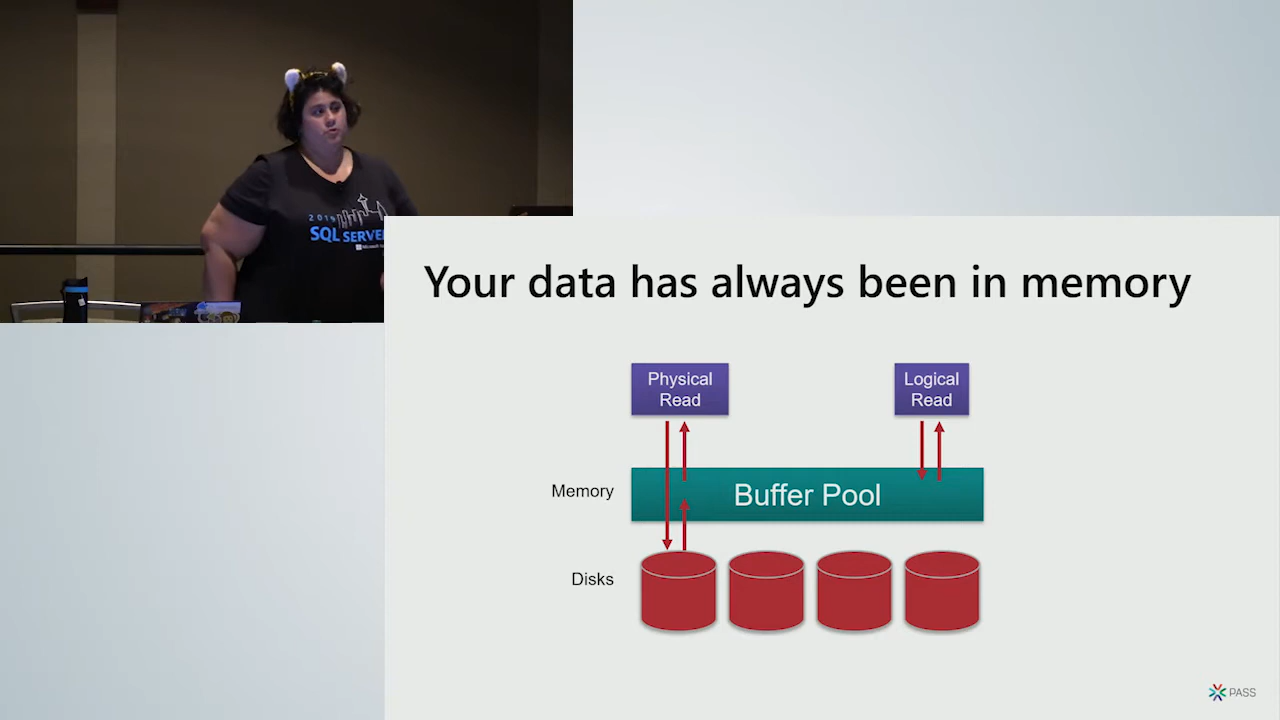 2019
SQL SERVER
Microsoft
Your data has always been in memory
Physical
Read
Logical
Read
Memory
Buffer Pool
Disks
PASS